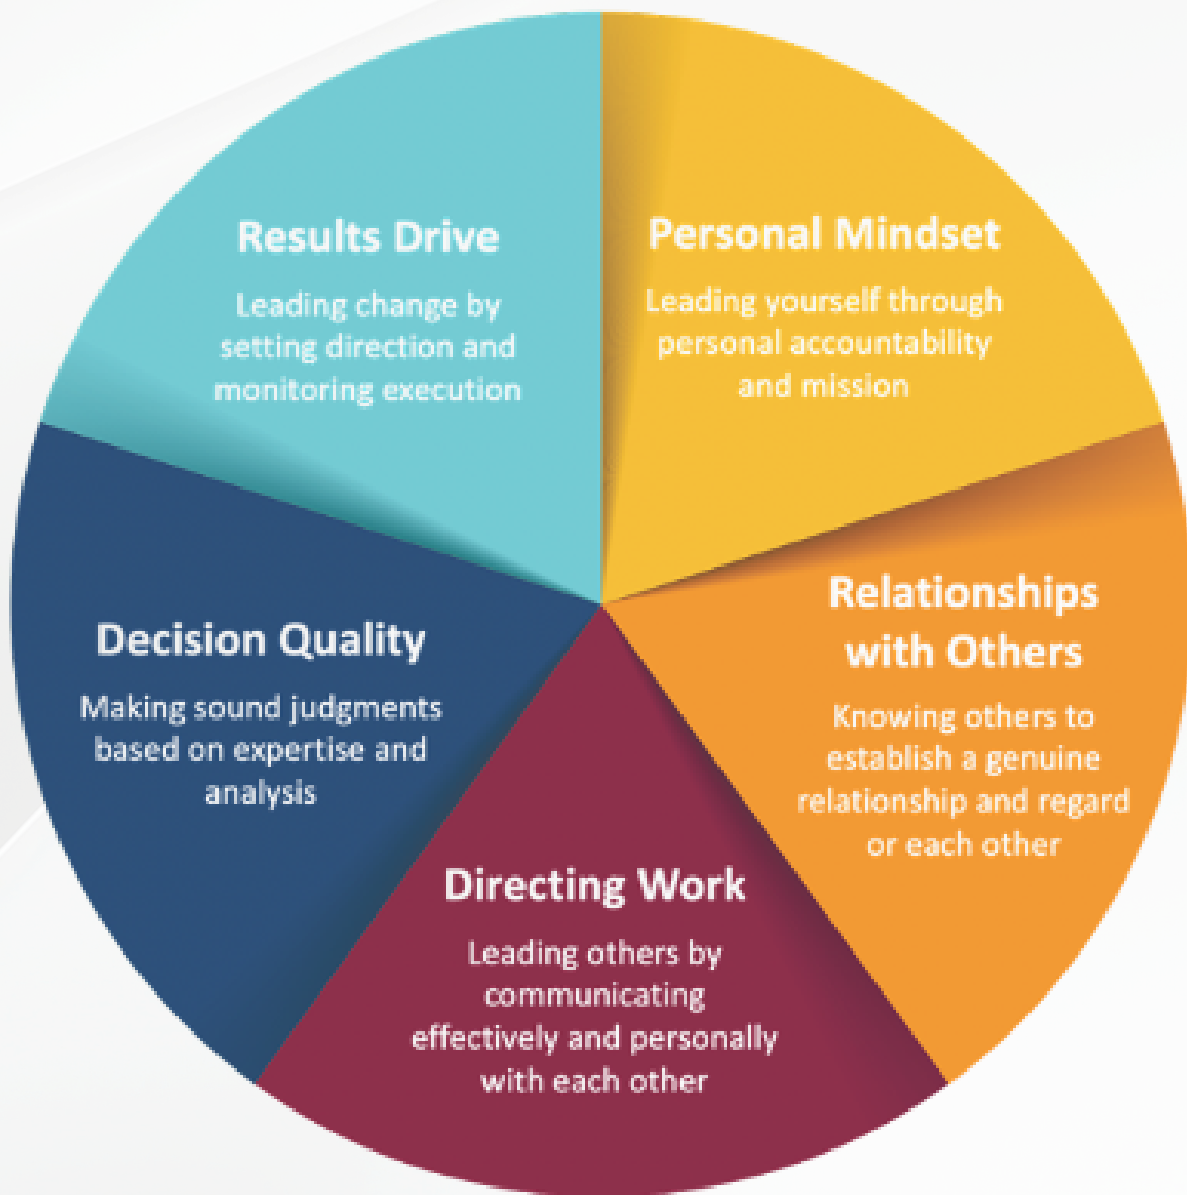 Results Drive
Leading change by
setting direction and
monitoring execution
Personal Mindset
Leading yourself through
personal accountability
and mission
Relationships
with Others
Knowing others to
establish a genuine
relationship and regard
or each other
Directing Work
Leading others by
communicating
effectively and personally
with each other
Decision Quality
Making sound judgments
based on expertise and
analysis